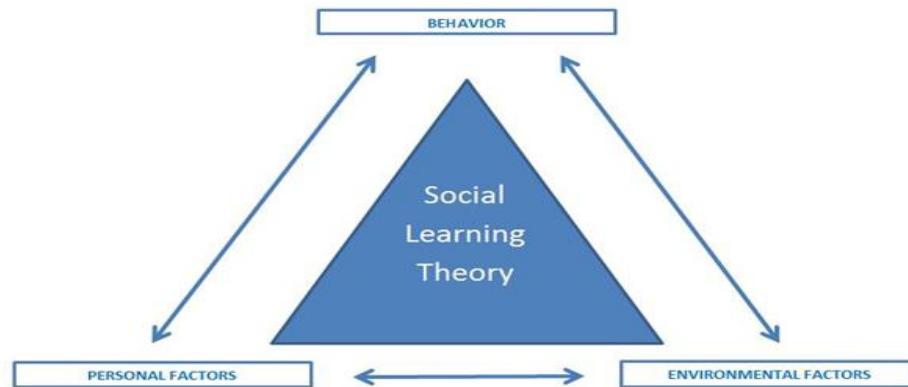 BEHAVIOR
Social
Learning
Theory
PERSONAL FACTORS
ENVIRONMENTAL FACTORS